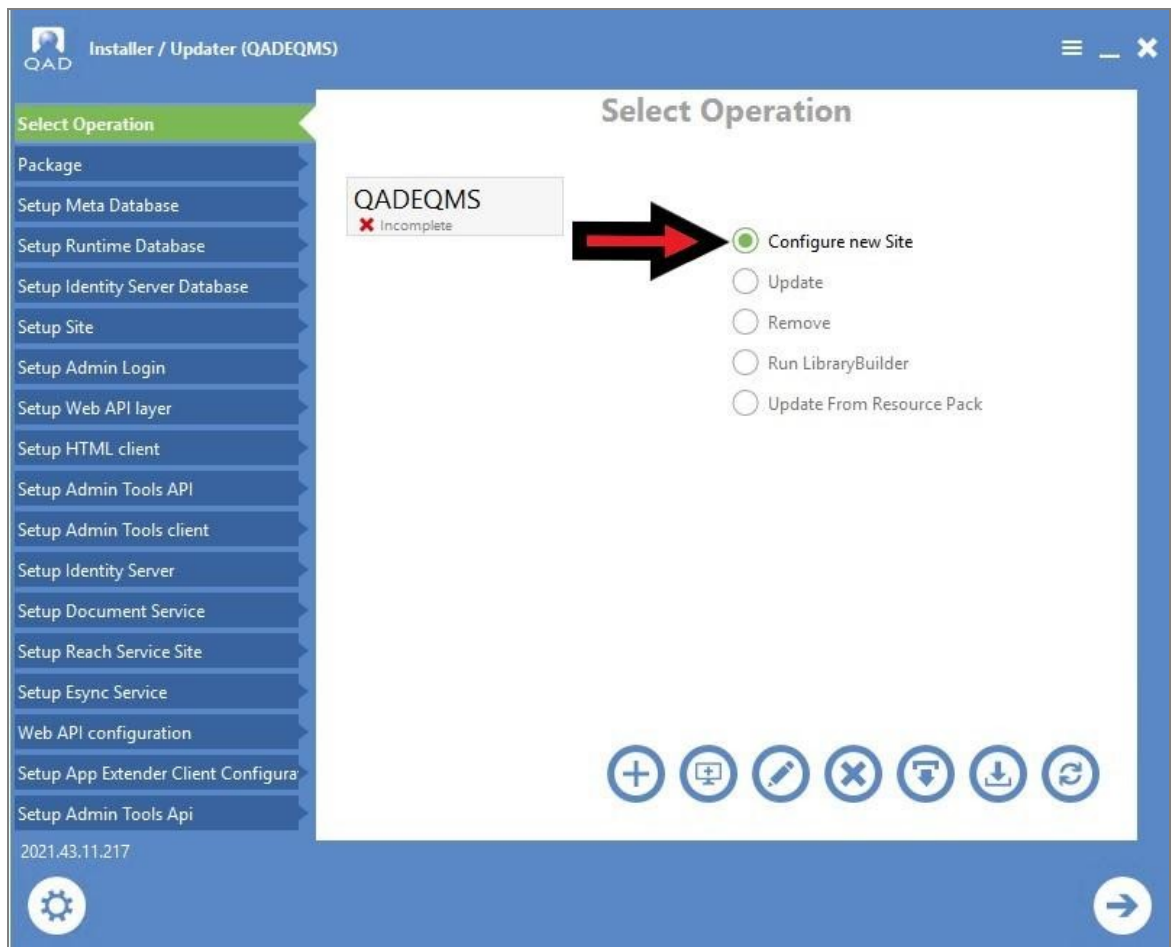 QAD
Installer / Updater (QADEQMS)
Select Operation
Package
Setup Meta Database
Setup Runtime Database
Setup Identity Server Database
Setup Site
Setup Admin Login
Setup Web API layer
Setup HTML client
Setup Admin Tools API
Setup Admin Tools client
Setup Identity Server
Setup Document Service
Setup Reach Service Site
Setup Esync Service
Web API configuration
Setup App Extender Client Configura
Setup Admin Tools Api
2021.43.11.217
Select Operation
QADEQMS
Incomplete
Configure new Site
Update
Remove
Run LibraryBuilder
Update From Resource Pack